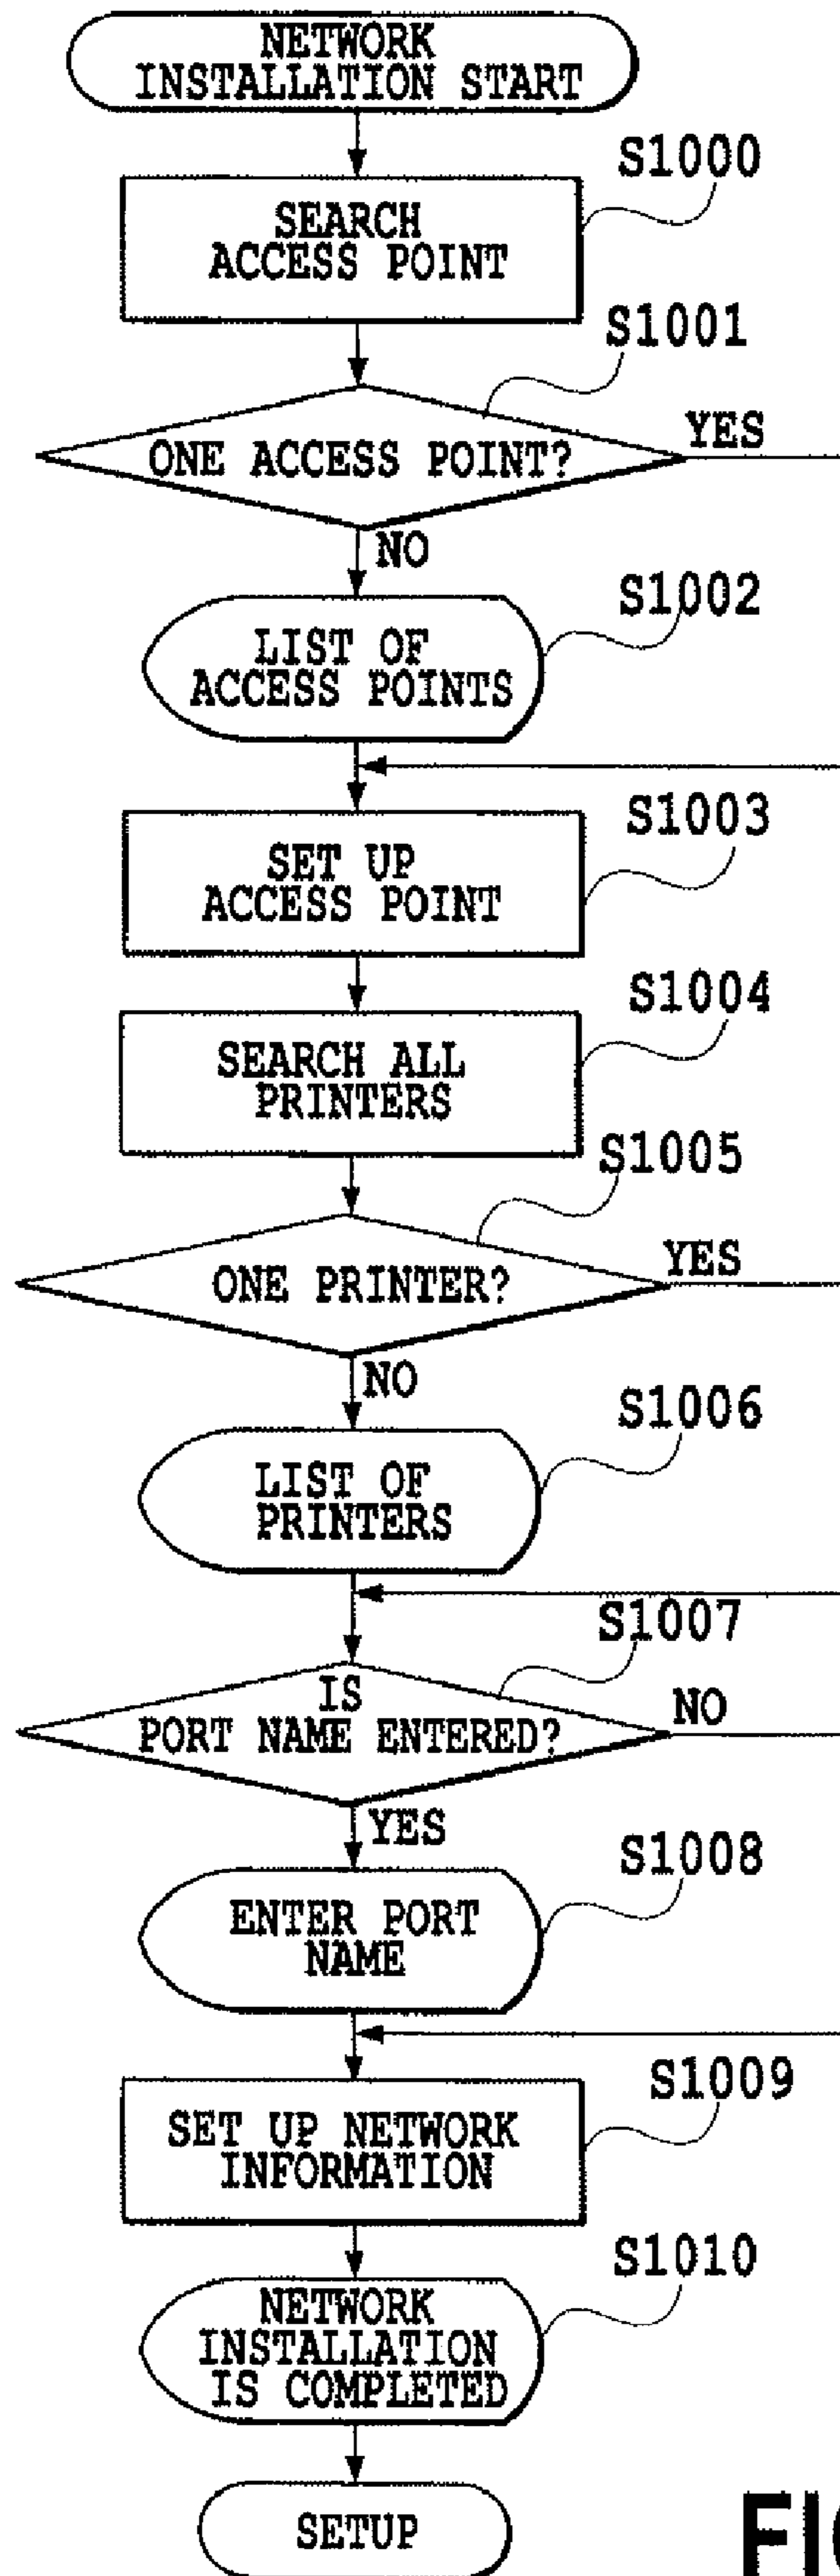 NETWORK
INSTALLATION START
S1000
SEARCH
ACCESS POINT
S1001
ONE ACCESS POINT?
YES
NO
S1002
LIST OF
ACCESS POINTS
S1003
SET UP
ACCESS POINT
S1004
SEARCH ALL
PRINTERS
S1005
ONE PRINTER?
YES
NO
S1006
LIST OF
PRINTERS
S1007
IS
PORT NAME ENTERED?
NO
YES
S1008
ENTER PORT
NAME
S1009
SET UP NETWORK
INFORMATION
S1010
NETWORK
INSTALLATION
IS COMPLETED
SETUP